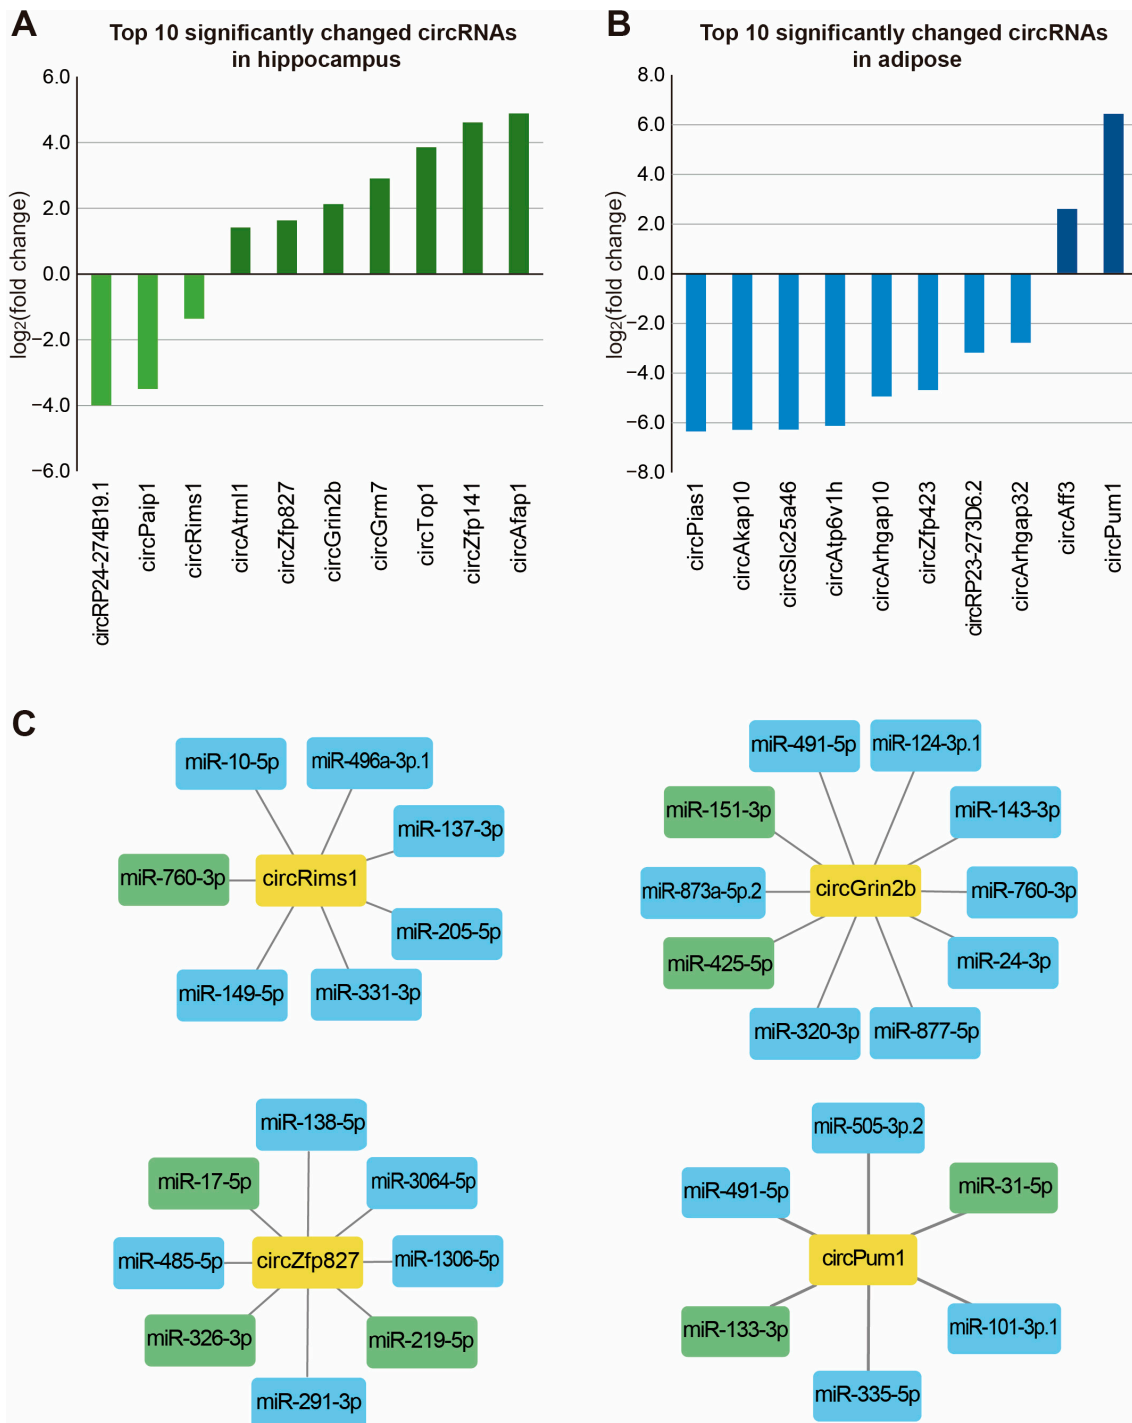 A
Top 10 significantly changed circRNAs
in hippocampus
log2(fold change)
6.0
4.0
2.0
0.0
−2.0
−4.0
−6.0
circRP24-274B19.1
circPaip1
circRims1
circAtrnl1
circZfp827
circGrin2b
circGrm7
circTop1
circZfp141
circAfap1
B
Top 10 significantly changed circRNAs
in adipose
log2(fold change)
8.0
6.0
4.0
2.0
0.0
−2.0
−4.0
−6.0
−8.0
circPias1
circAkap10
circSlc25a46
circAtp6v1h
circArhgap10
circZfp423
circRP23-273D6.2
circArhgap32
circAff3
circPum1
C
miR-10-5p
miR-496a-3p.1
miR-137-3p
miR-760-3p
circRims1
miR-205-5p
miR-149-5p
miR-331-3p
miR-491-5p
miR-124-3p.1
miR-151-3p
miR-143-3p
miR-873a-5p.2
circGrin2b
miR-760-3p
miR-425-5p
miR-24-3p
miR-320-3p
miR-877-5p
miR-138-5p
miR-17-5p
miR-3064-5p
miR-485-5p
circZfp827
miR-1306-5p
miR-326-3p
miR-219-5p
miR-291-3p
miR-505-3p.2
miR-491-5p
miR-31-5p
circPum1
miR-133-3p
miR-101-3p.1
miR-335-5p